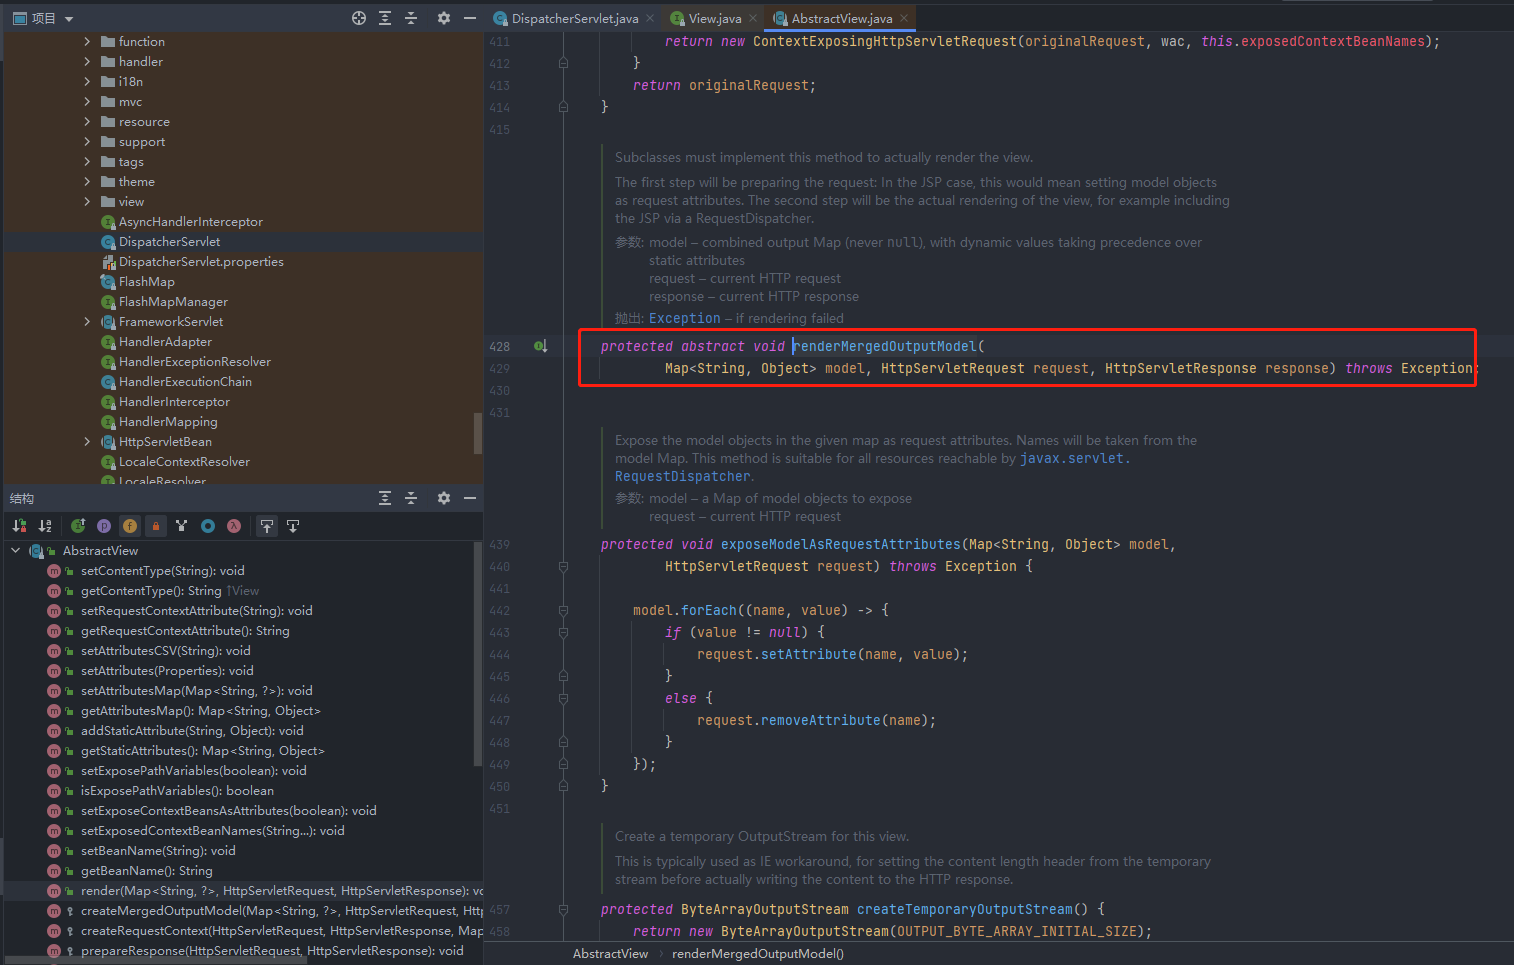 项目
function
handler
i18n
mvc
resource
support
tags
theme
view
AsyncHandlerInterceptor
DispatcherServlet
DispatcherServlet.properties
FlashMap
FlashMapManager
FrameworkServlet
HandlerAdapter
HandlerExceptionResolver
HandlerExecutionChain
HandlerInterceptor
HandlerMapping
HttpServletBean
LocaleContextResolver
LocaleResolver
结构
AbstractView
setContentType(String): void
getContentType(): String ↑View
setRequestContextAttribute(String): void
getRequestContextAttribute(): String
setAttributesCSV(String): void
setAttributes(Properties): void
setAttributesMap(Map<String, ?>): void
getAttributesMap(): Map<String, Object>
addStaticAttribute(String, Object): void
getStaticAttributes(): Map<String, Object>
setExposePathVariables(boolean): void
isExposePathVariables(): boolean
setExposeContextBeansAsAttributes(boolean): void
setExposedContextBeanNames(String...): void
setBeanName(String): void
getBeanName(): String
render(Map<String, ?>, HttpServletRequest, HttpServletResponse): vo
createMergedOutputModel(Map<String, ?>, HttpServletRequest, Htt
createRequestContext(HttpServletRequest, HttpServletResponse, Map
prepareResponse(HttpServletRequest, HttpServletResponse): void
DispatcherServlet.java
View.java
AbstractView.java
411 return new ContextExposingHttpServletRequest(originalRequest, wac, this.exposedContextBeanNames);
412 }
413 return originalRequest;
414 }
415
Subclasses must implement this method to actually render the view.
The first step will be preparing the request: In the JSP case, this would mean setting model objects
as request attributes. The second step will be the actual rendering of the view, for example including
the JSP via a RequestDispatcher.
参数: model – combined output Map (never null), with dynamic values taking precedence over
static attributes
request – current HTTP request
response – current HTTP response
抛出: Exception – if rendering failed
428 protected abstract void renderMergedOutputModel(
429 Map<String, Object> model, HttpServletRequest request, HttpServletResponse response) throws Exception;
430
431
Expose the model objects in the given map as request attributes. Names will be taken from the
model Map. This method is suitable for all resources reachable by javax.servlet.
RequestDispatcher.
参数: model – a Map of model objects to expose
request – current HTTP request
439 protected void exposeModelAsRequestAttributes(Map<String, Object> model,
440 HttpServletRequest request) throws Exception {
441
442 model.forEach((name, value) -> {
443 if (value != null) {
444 request.setAttribute(name, value);
445 }
446 else {
447 request.removeAttribute(name);
448 }
449 });
450 }
451
Create a temporary OutputStream for this view.
This is typically used as IE workaround, for setting the content length header from the temporary
stream before actually writing the content to the HTTP response.
457 protected ByteArrayOutputStream createTemporaryOutputStream() {
458 return new ByteArrayOutputStream(OUTPUT_BYTE_ARRAY_INITIAL_SIZE);
AbstractView
renderMergedOutputModel()